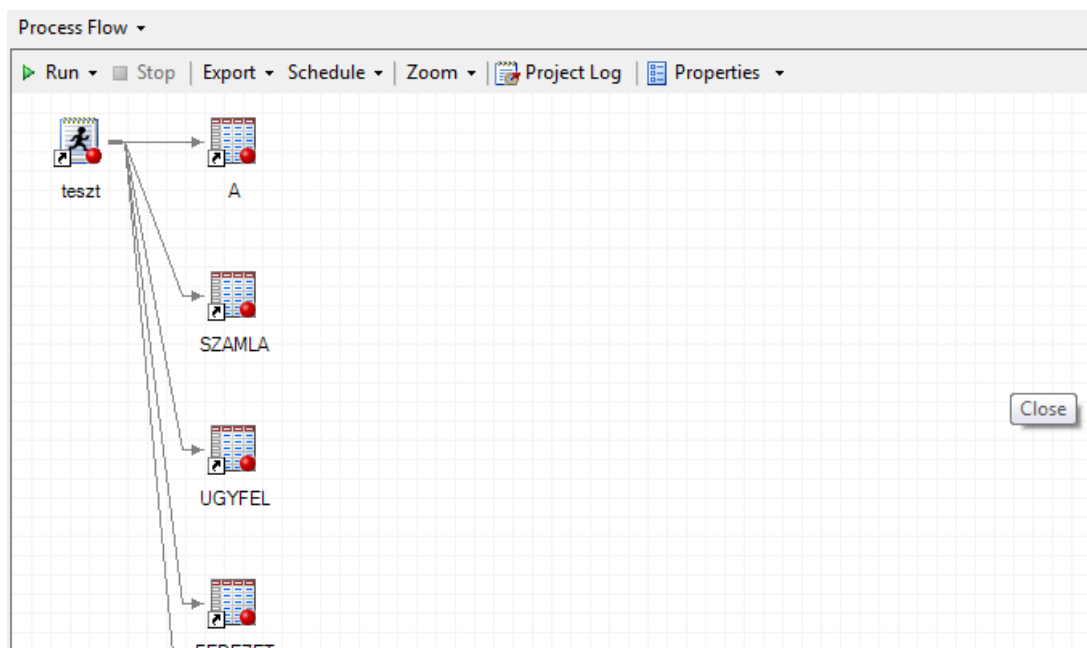 Process Flow
Run Stop Export Schedule Zoom Project Log Properties
teszt A
SZAMLA
Close
UGYFEL